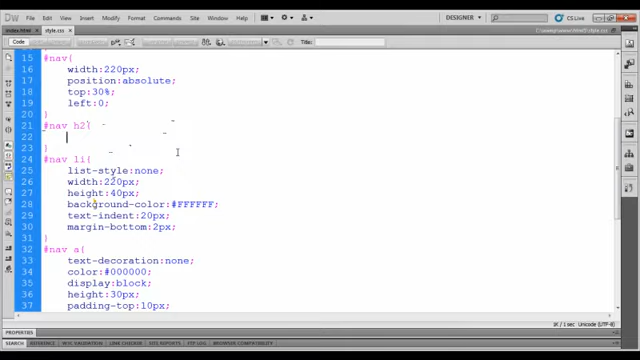 DW File Edit View Insert Modify Format Commands Site Window Help DESIGNER CS Live
index.html style.css
Code Title:
15 #nav{
16 width:220px;
17 position:absolute;
18 top:30%;
19 left:0;
20 }
21 #nav h2{
22
23 }
24 #nav li{
25 list-style:none;
26 width:220px;
27 height:40px;
28 background-color:#FFFFFF;
29 text-indent:20px;
30 margin-bottom:2px;
31 }
32 #nav a{
33 text-decoration:none;
34 color:#000000;
35 display:block;
36 height:30px;
37 padding-top:10px;
1K / 1 sec Unicode (UTF-8)
PROPERTIES
SEARCH REFERENCE W3C VALIDATION LINK CHECKER SITE REPORTS FTP LOG BROWSER COMPATIBILITY